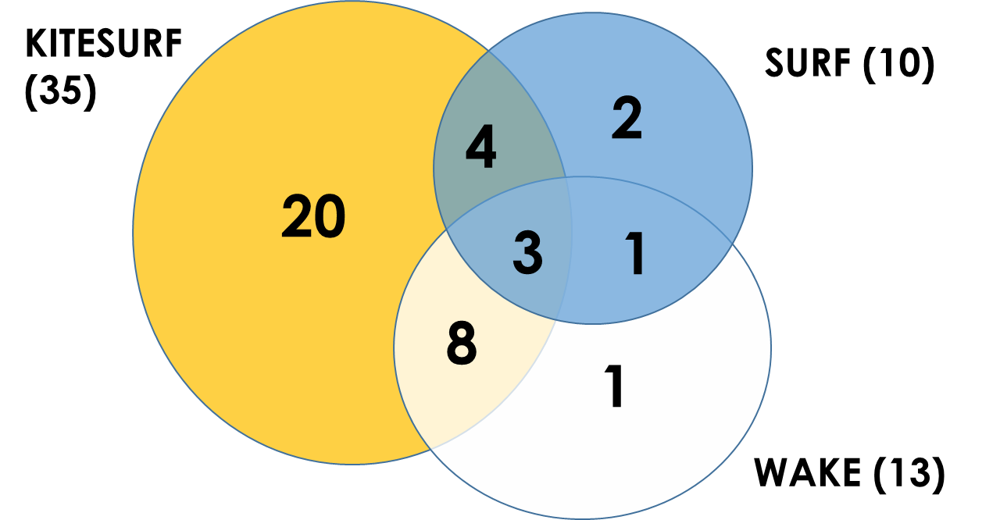 KITESURF
(35)
SURF (10)
2
4
20
3
1
8
1
WAKE (13)